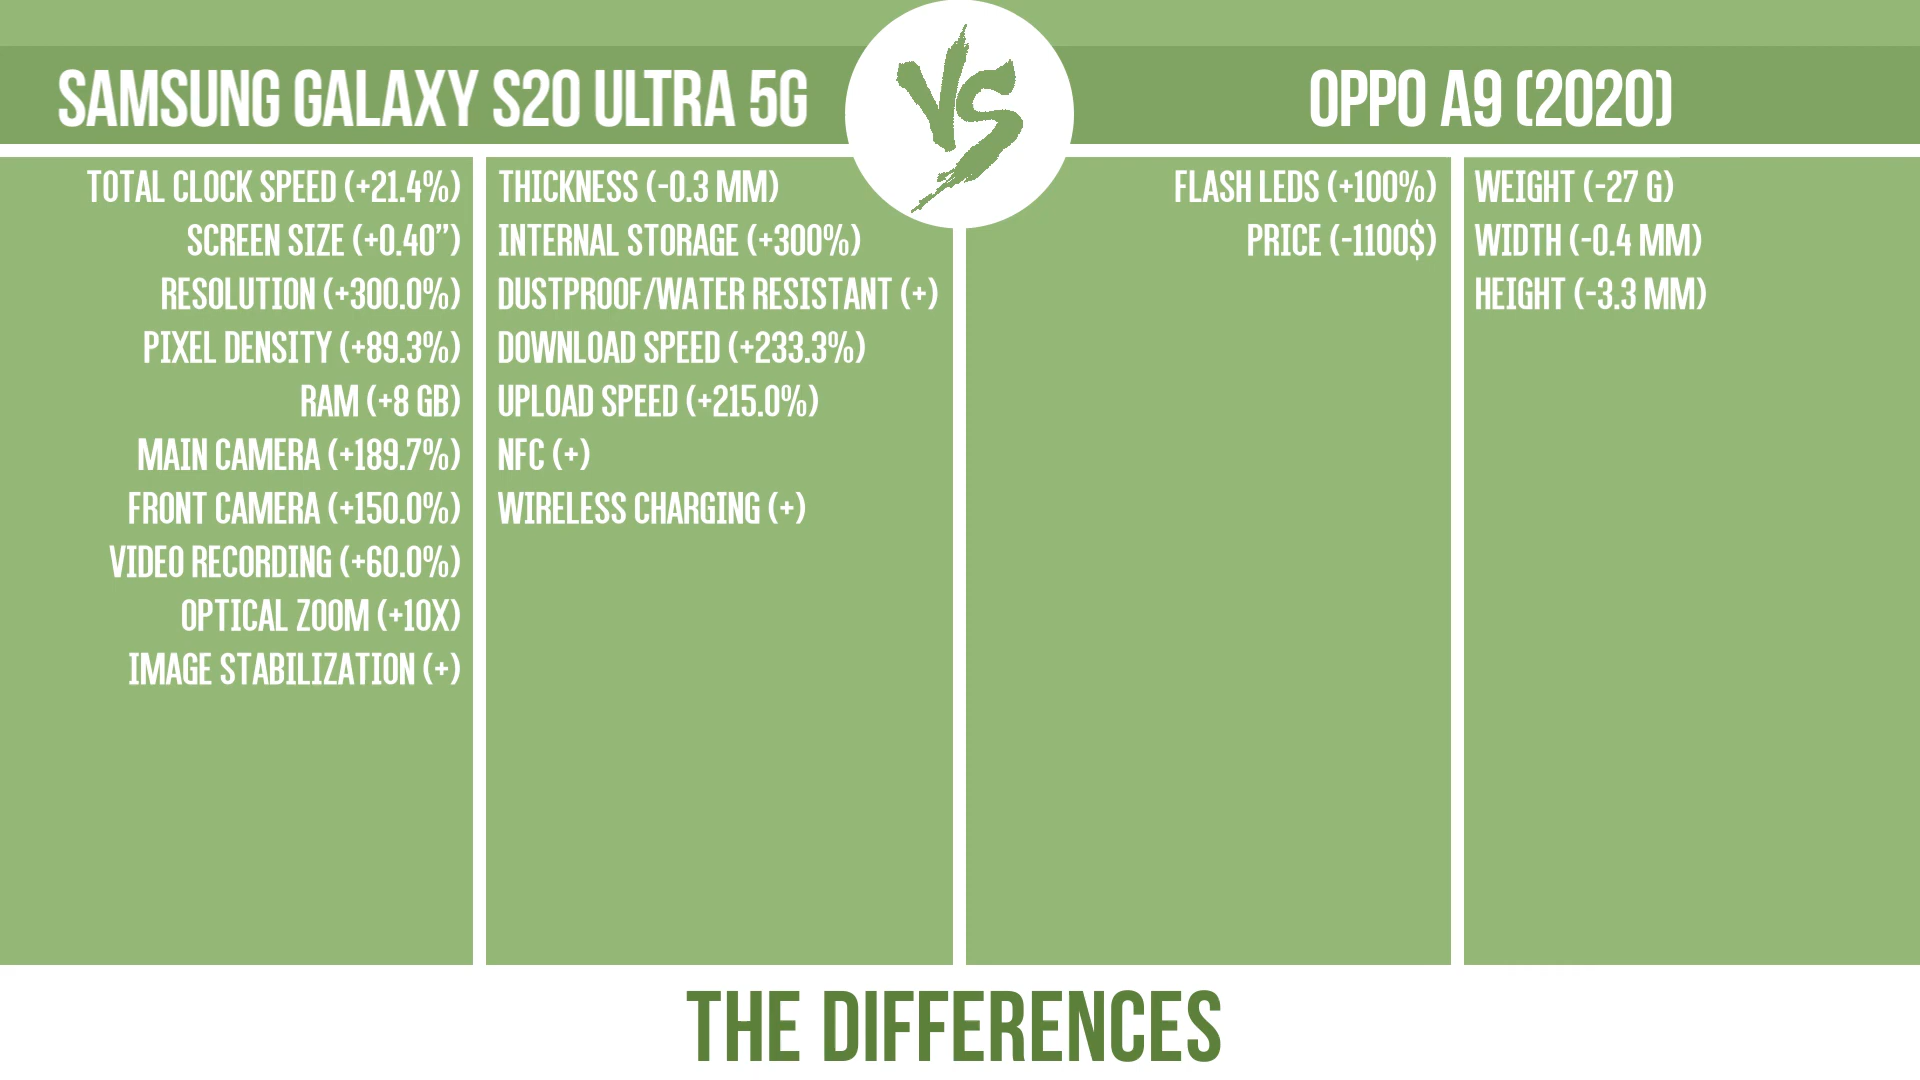 SAMSUNG GALAXY S20 ULTRA 5G
VS
OPPO A9 (2020)
TOTAL CLOCK SPEED (+21.4%)
SCREEN SIZE (+0.40”)
RESOLUTION (+300.0%)
PIXEL DENSITY (+89.3%)
RAM (+8 GB)
MAIN CAMERA (+189.7%)
FRONT CAMERA (+150.0%)
VIDEO RECORDING (+60.0%)
OPTICAL ZOOM (+10X)
IMAGE STABILIZATION (+)
THICKNESS (-0.3 MM)
INTERNAL STORAGE (+300%)
DUSTPROOF/WATER RESISTANT (+)
DOWNLOAD SPEED (+233.3%)
UPLOAD SPEED (+215.0%)
NFC (+)
WIRELESS CHARGING (+)
FLASH LEDS (+100%)
PRICE (-1100$)
WEIGHT (-27 G)
WIDTH (-0.4 MM)
HEIGHT (-3.3 MM)
THE DIFFERENCES